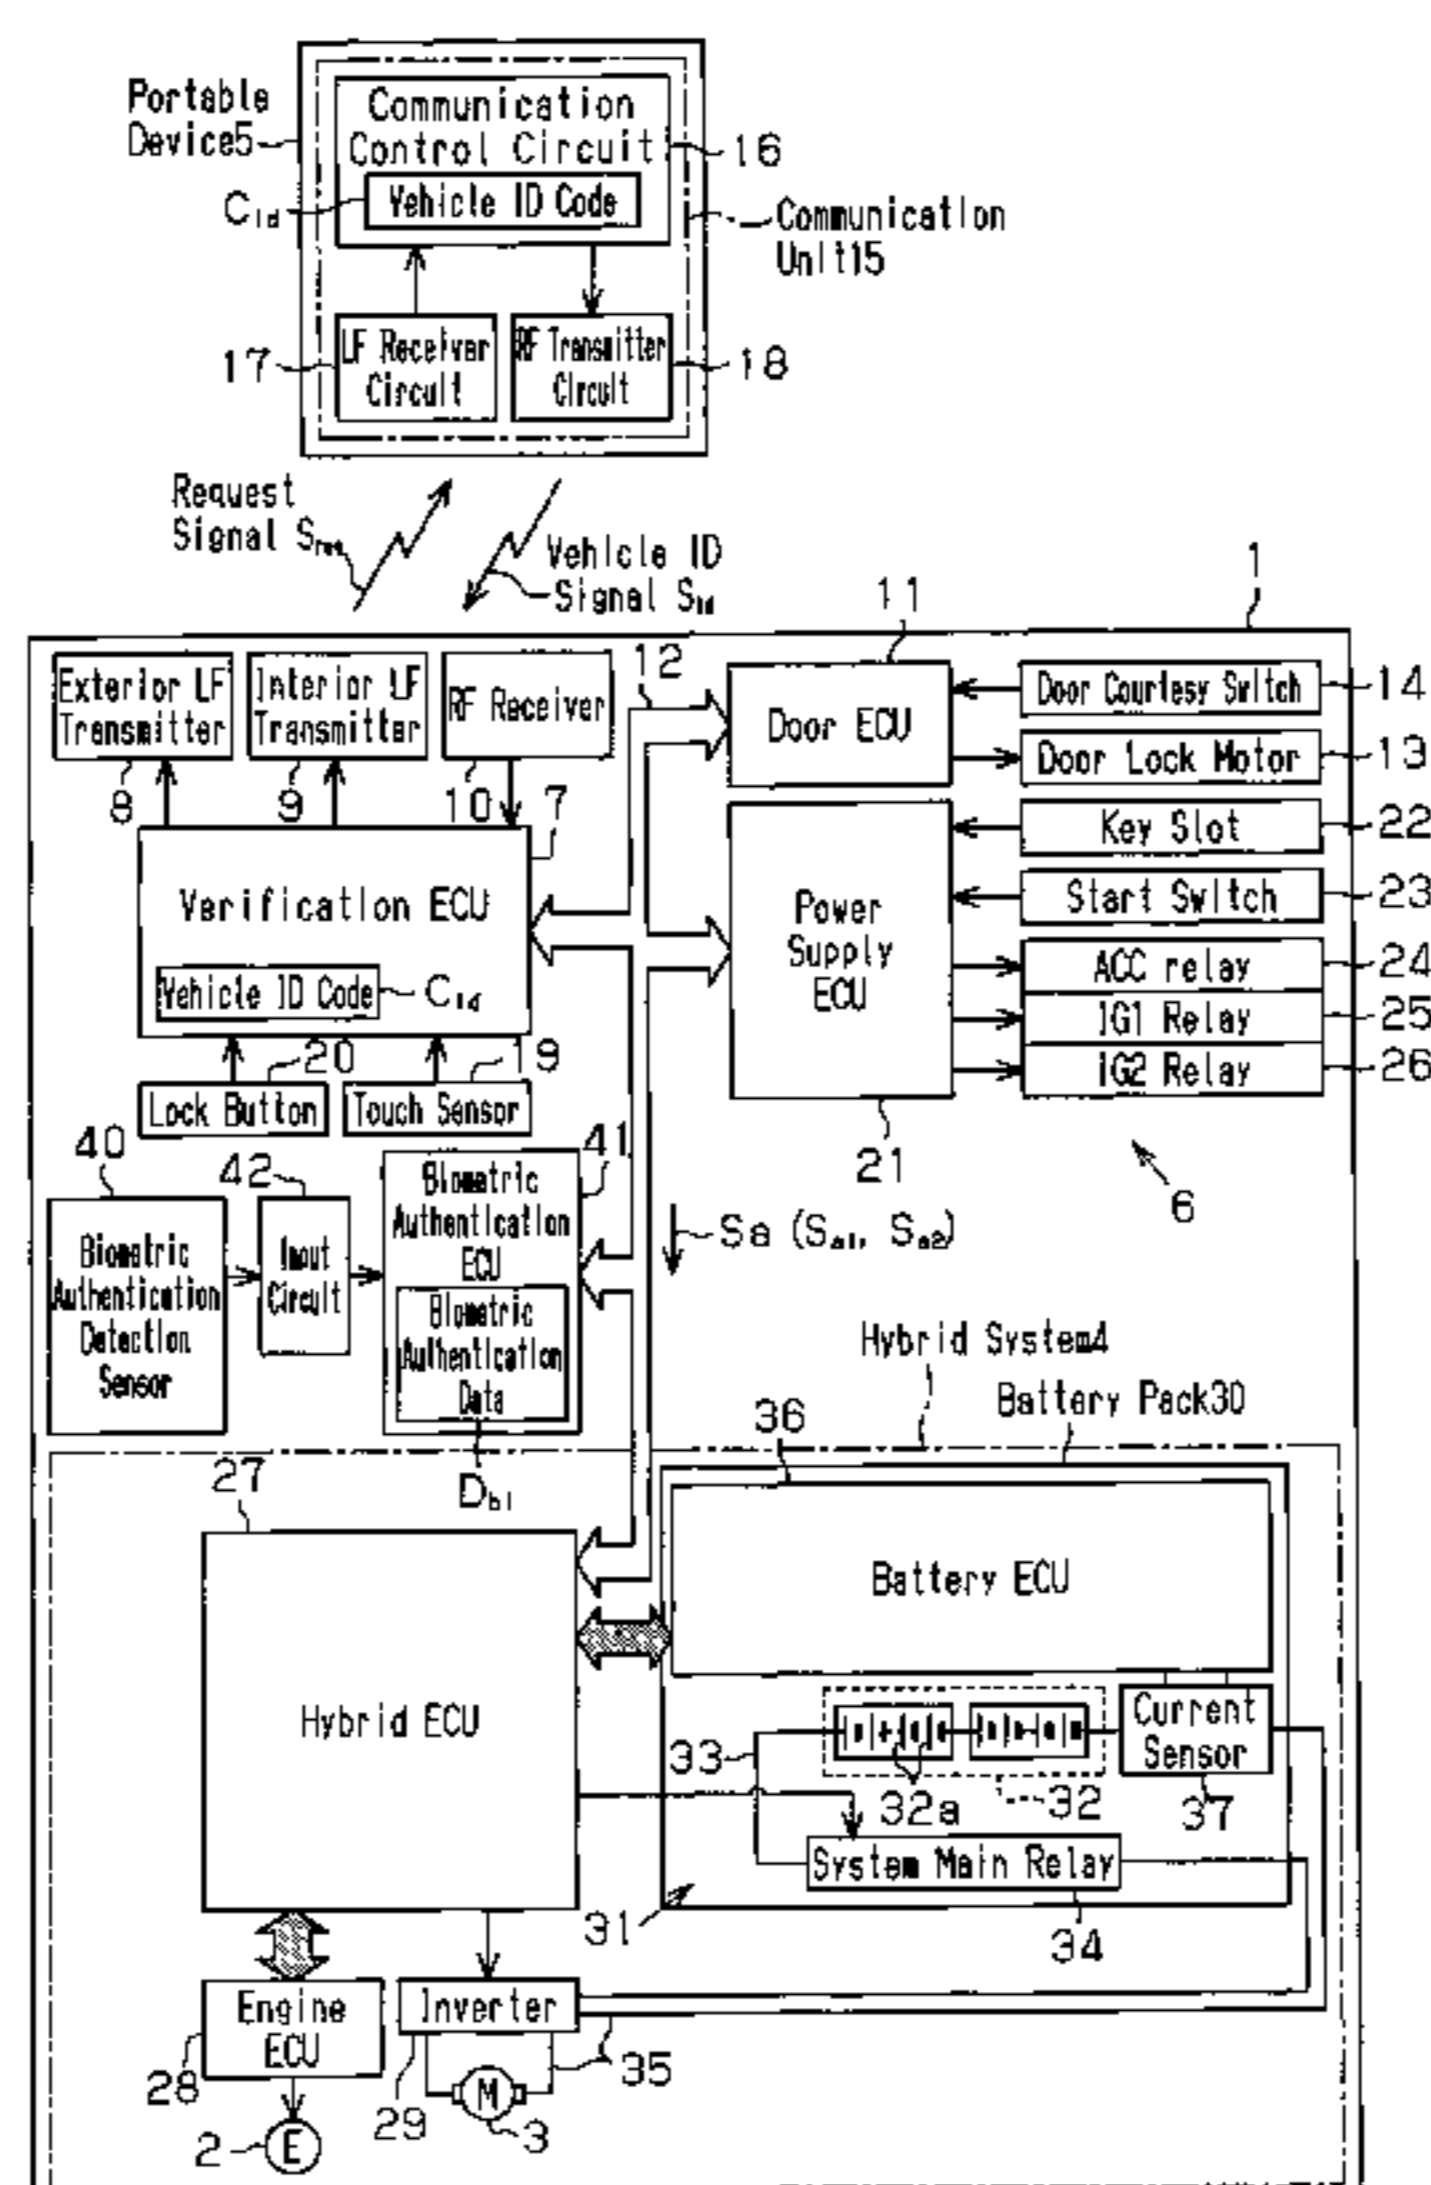 Portable
Device5
Communication
Control Circuit
16
Cid
Vehicle ID Code
Communication
Unit15
17
LF Receiver
Circuit
RF Transmitter
Circuit
18
Request
Signal Sreq
Vehicle ID
Signal Sid
1
11
12
Exterior LF
Transmitter
Interior LF
Transmitter
RF Receiver
8
9
10
7
Door ECU
Door Courtesy Switch
14
Door Lock Motor
13
Key Slot
22
Start Switch
23
Power
Supply
ECU
ACC relay
24
IG1 Relay
25
IG2 Relay
26
21
6
Verification ECU
Vehicle ID Code
Cid
20
19
Lock Button
Touch Sensor
40
42
41
Biometric
Authentication
Detection
Sensor
Input
Circuit
Biometric
Authentication
ECU
Biometric
Authentication
Data
Dbi
Sa (Sa1, Sa2)
Hybrid System4
Battery Pack30
27
36
Battery ECU
Hybrid ECU
33
32a
32
Current
Sensor
37
System Main Relay
31
34
Engine
ECU
Inverter
28
29
35
M
3
2
E